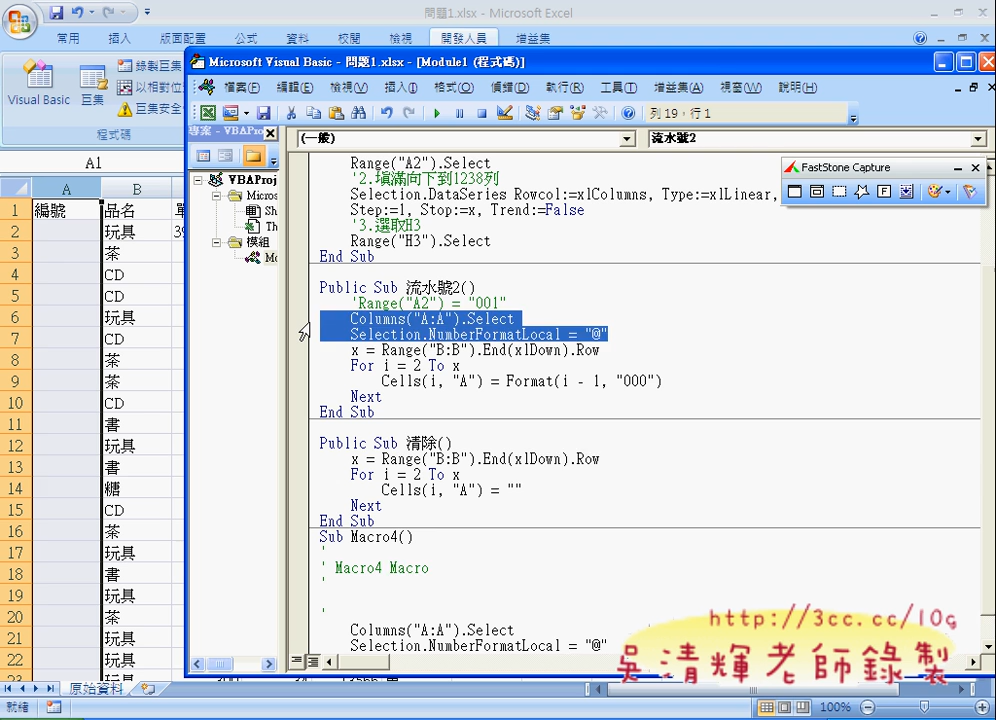 問題1.xlsx - Microsoft Excel
常用 插入 版面配置 公式 資料 校閱 檢視 開發人員 增益集
Visual Basic 巨集 錄製巨集
以相對位
巨集安全
程式碼
Microsoft Visual Basic - 問題1.xlsx - [Module1 (程式碼)]
檔案(F) 編輯(E) 檢視(V) 插入(I) 格式(O) 偵錯(D) 執行(R) 工具(T) 增益集(A) 視窗(W) 說明(H)
列 19，行 1
專案 - VBAPro
(一般) 流水號2
VBAProj
Micros
Sh
Th
模組
Mo
FastStone Capture
A1
A B
1 編號 品名 單
2 玩具 39
3 茶
4 CD
5 CD
6 玩具
7 CD
8 茶
9 茶
10 CD
11 書
12 玩具
13 書
14 糖
15 CD
16 茶
17 玩具
18 書
19 玩具
20 茶
21 玩具
22 玩具
Range("A2").Select
'2.填滿向下到1238列
Selection.DataSeries Rowcol:=xlColumns, Type:=xlLinear,
Step:=1, Stop:=x, Trend:=False
'3.選取H3
Range("H3").Select
End Sub
Public Sub 流水號2()
'Range("A2") = "001"
Columns("A:A").Select
Selection.NumberFormatLocal = "@"
x = Range("B:B").End(xlDown).Row
For i = 2 To x
Cells(i, "A") = Format(i - 1, "000")
Next
End Sub
Public Sub 清除()
x = Range("B:B").End(xlDown).Row
For i = 2 To x
Cells(i, "A") = ""
Next
End Sub
Sub Macro4()
'
' Macro4 Macro
'
'
Columns("A:A").Select
Selection.NumberFormatLocal = "@"
http://3cc.cc/10g
吳清輝老師錄製
原始資料
就緒
100%